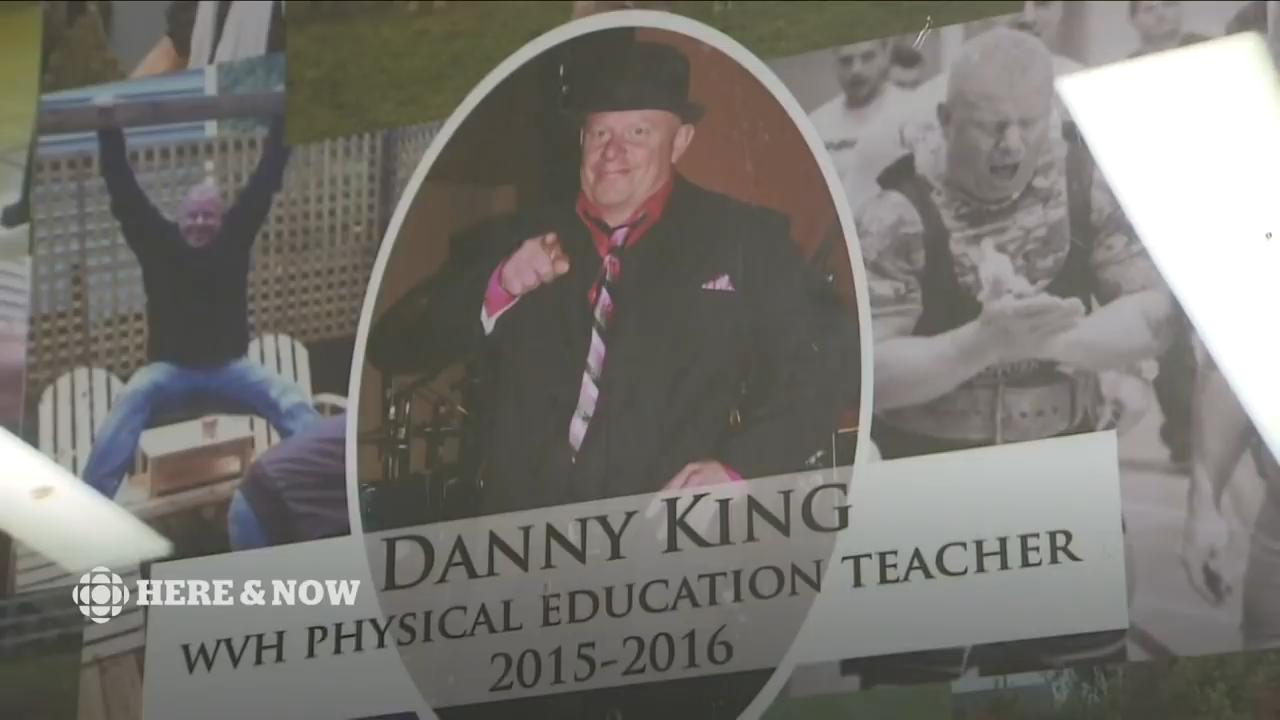 DANNY KING
WVH PHYSICAL EDUCATION TEACHER
2015-2016
HERE & NOW